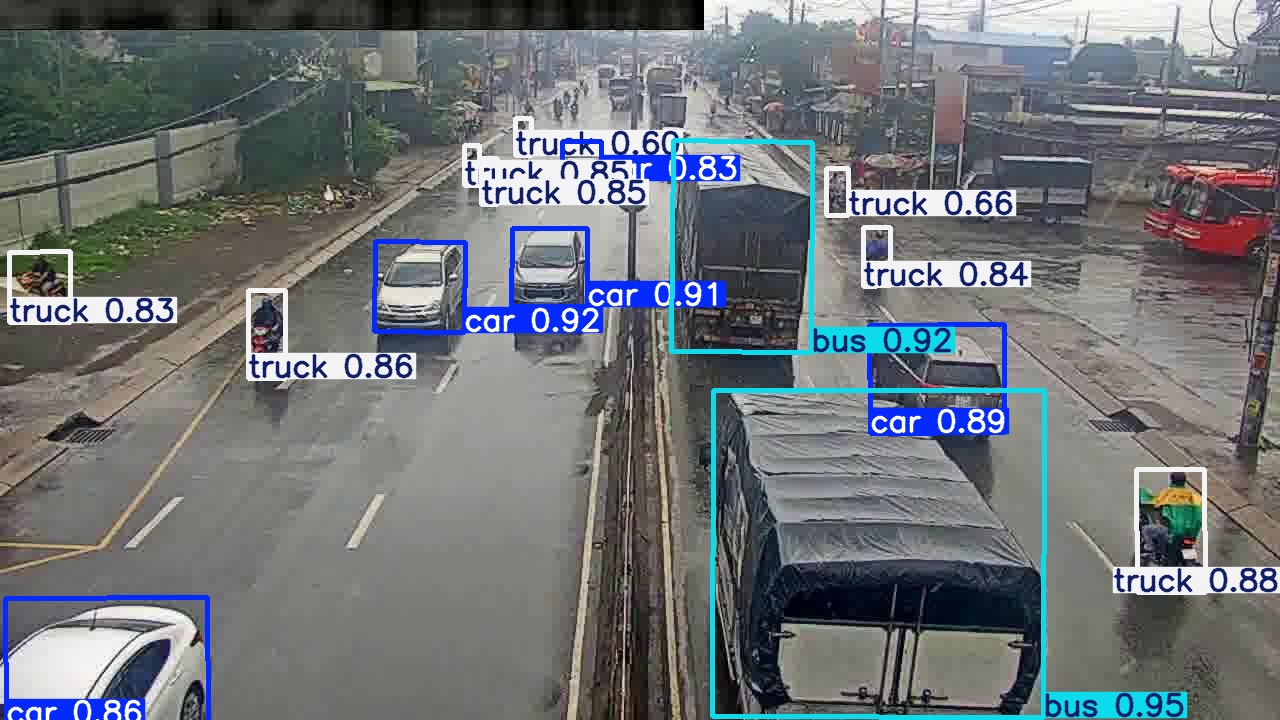 truck 0.60
car 0.83
truck 0.85
truck 0.85
truck 0.66
truck 0.84
truck 0.83
car 0.91
car 0.92
bus 0.92
truck 0.86
car 0.89
truck 0.88
car 0.86
bus 0.95